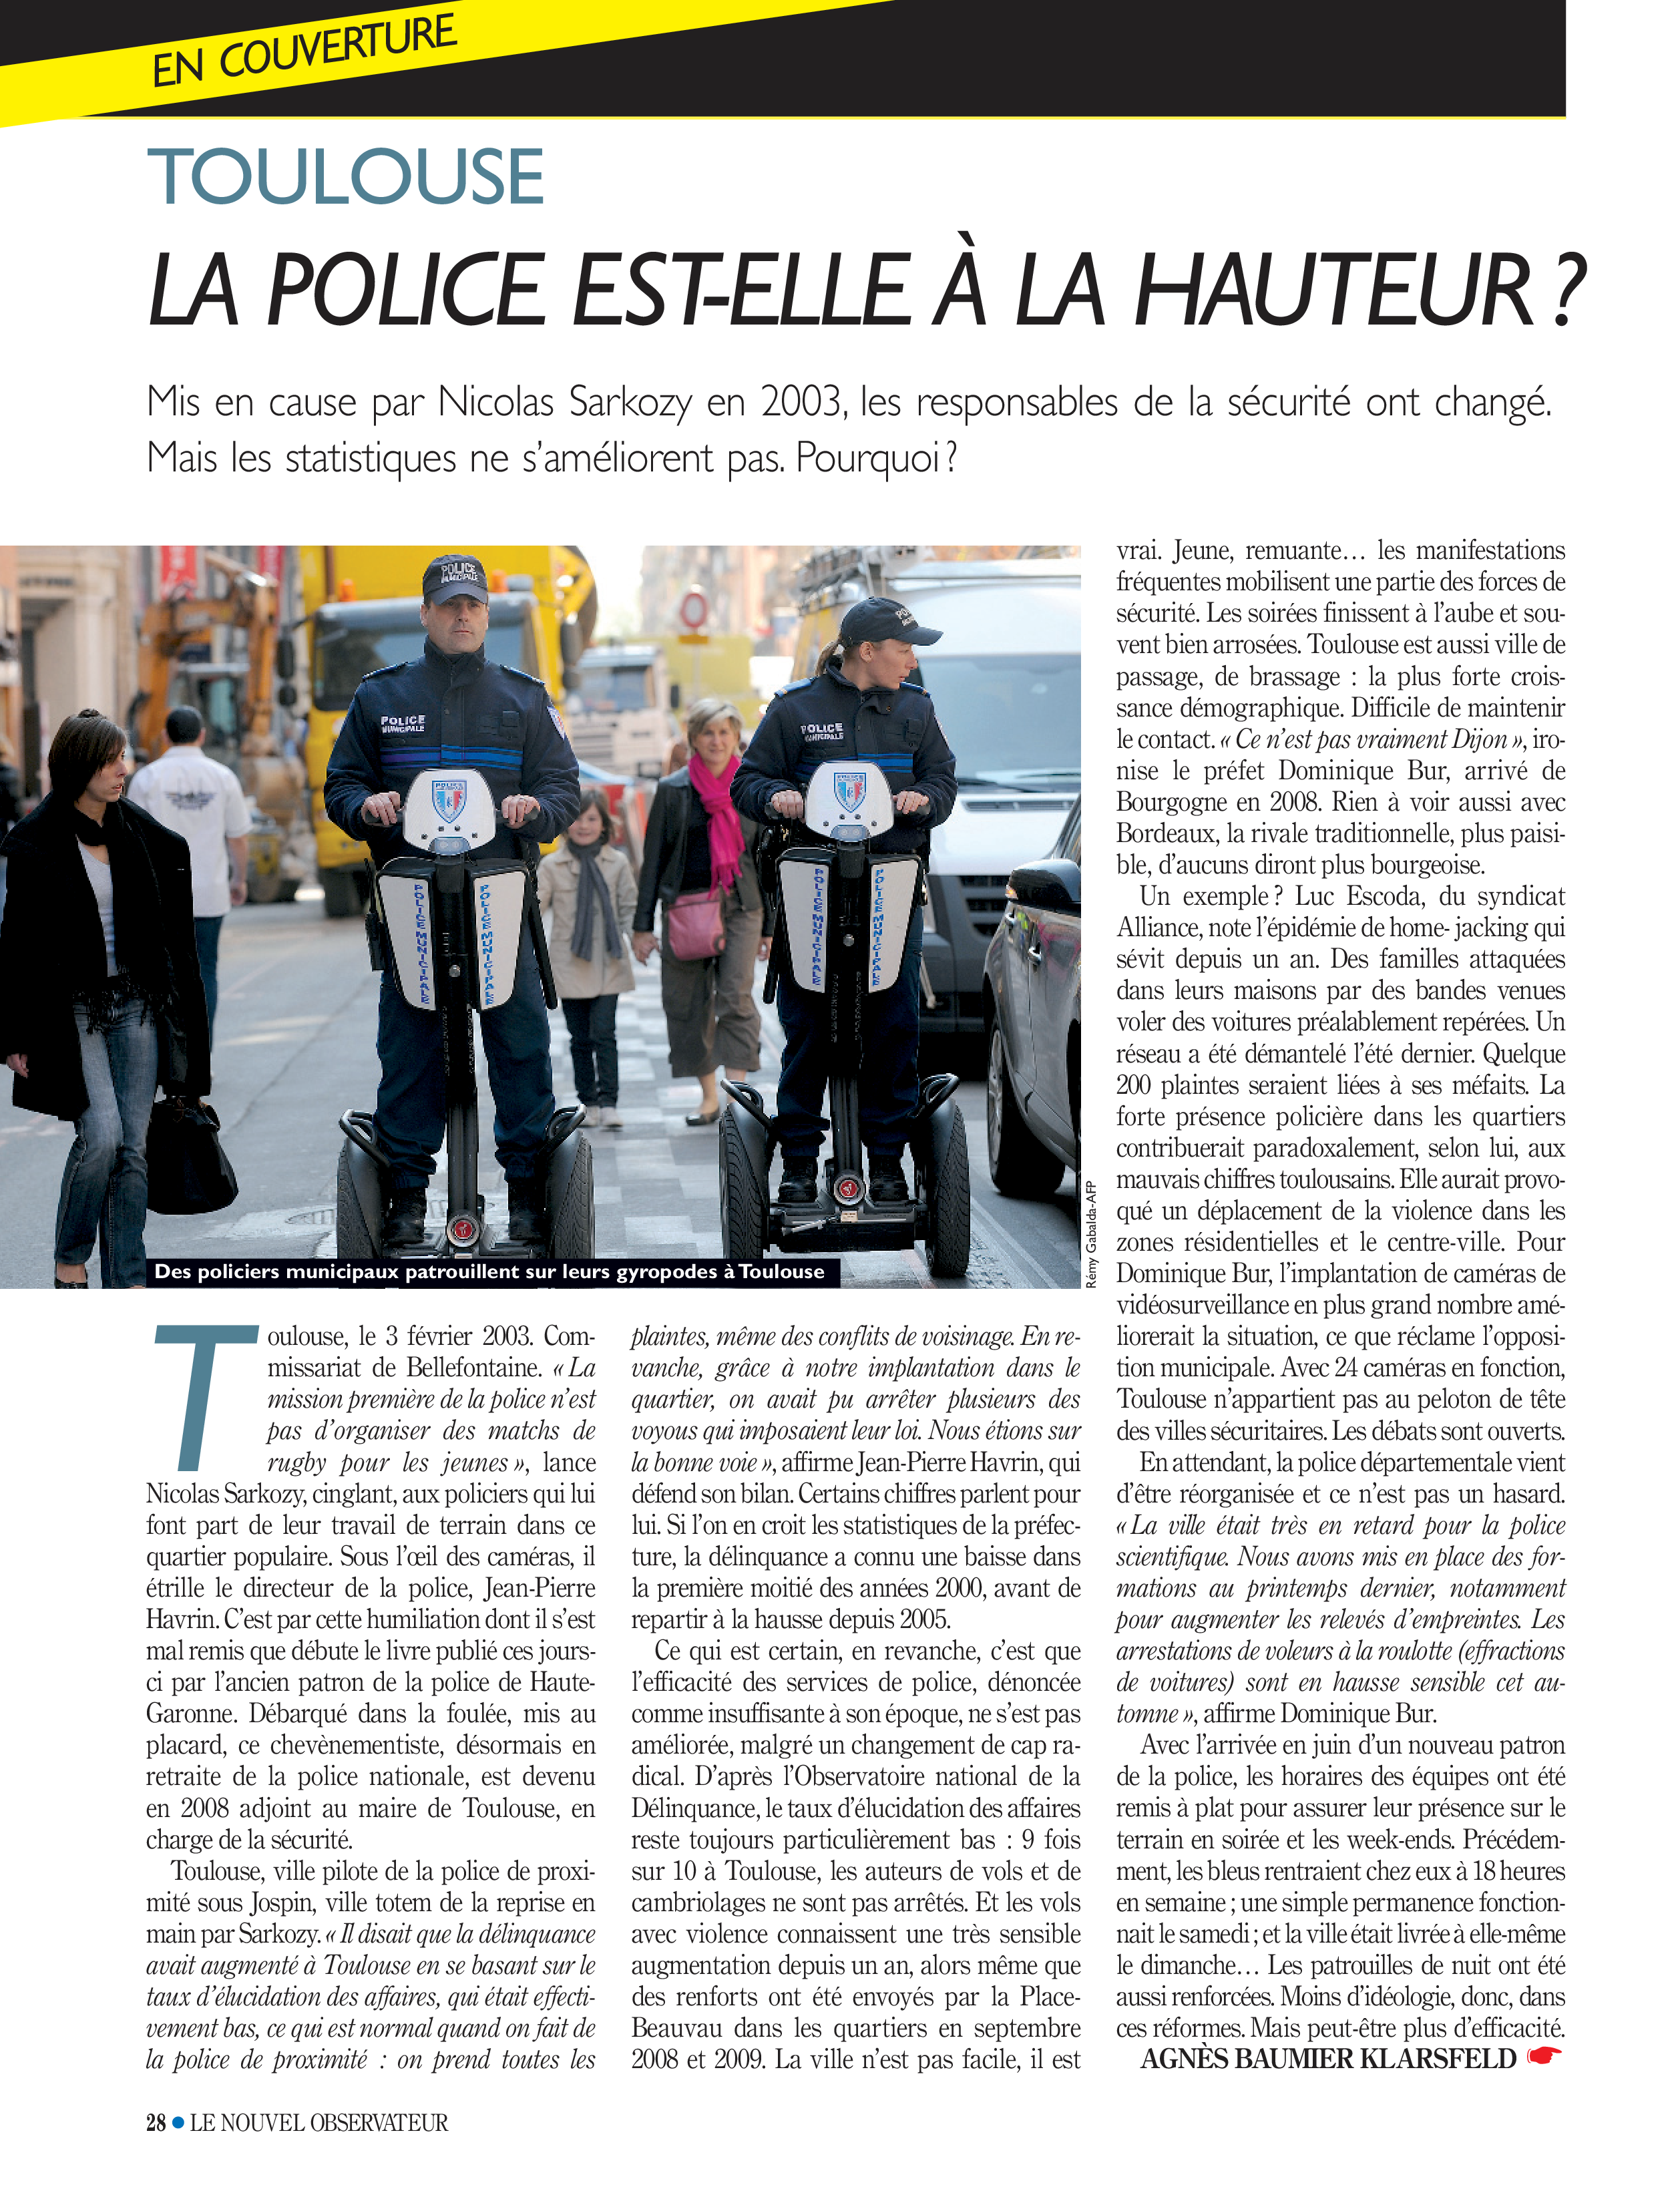 EN COUVERTURE
TOULOUSE
LA POLICE EST-ELLE À LA HAUTEUR ?
Mis en cause par Nicolas Sarkozy en 2003, les responsables de la sécurité ont changé.
Mais les statistiques ne s'améliorent pas. Pourquoi ?
POLICE
MUNICIPALE
POLICE
MUNICIPALE
POLICE
MUNICIPALE
POLICE MUNICIPALE
POLICE MUNICIPALE
POLICE MUNICIPALE
POLICE MUNICIPALE
Rémy Gabalda-AFP
Des policiers municipaux patrouillent sur leurs gyropodes à Toulouse
Toulouse, le 3 février 2003. Com-
missariat de Bellefontaine. « La
mission première de la police n'est
pas d'organiser des matchs de
rugby pour les jeunes », lance
Nicolas Sarkozy, cinglant, aux policiers qui lui
font part de leur travail de terrain dans ce
quartier populaire. Sous l'œil des caméras, il
étrille le directeur de la police, Jean-Pierre
Havrin. C'est par cette humiliation dont il s'est
mal remis que débute le livre publié ces jours-
ci par l'ancien patron de la police de Haute-
Garonne. Débarqué dans la foulée, mis au
placard, ce chevènementiste, désormais en
retraite de la police nationale, est devenu
en 2008 adjoint au maire de Toulouse, en
charge de la sécurité.
Toulouse, ville pilote de la police de proxi-
mité sous Jospin, ville totem de la reprise en
main par Sarkozy. « Il disait que la délinquance
avait augmenté à Toulouse en se basant sur le
taux d'élucidation des affaires, qui était effecti-
vement bas, ce qui est normal quand on fait de
la police de proximité : on prend toutes les
plaintes, même des conflits de voisinage. En re-
vanche, grâce à notre implantation dans le
quartier, on avait pu arrêter plusieurs des
voyous qui imposaient leur loi. Nous étions sur
la bonne voie », affirme Jean-Pierre Havrin, qui
défend son bilan. Certains chiffres parlent pour
lui. Si l'on en croit les statistiques de la préfec-
ture, la délinquance a connu une baisse dans
la première moitié des années 2000, avant de
repartir à la hausse depuis 2005.
Ce qui est certain, en revanche, c'est que
l'efficacité des services de police, dénoncée
comme insuffisante à son époque, ne s'est pas
améliorée, malgré un changement de cap ra-
dical. D'après l'Observatoire national de la
Délinquance, le taux d'élucidation des affaires
reste toujours particulièrement bas : 9 fois
sur 10 à Toulouse, les auteurs de vols et de
cambriolages ne sont pas arrêtés. Et les vols
avec violence connaissent une très sensible
augmentation depuis un an, alors même que
des renforts ont été envoyés par la Place-
Beauvau dans les quartiers en septembre
2008 et 2009. La ville n'est pas facile, il est
vrai. Jeune, remuante… les manifestations
fréquentes mobilisent une partie des forces de
sécurité. Les soirées finissent à l'aube et sou-
vent bien arrosées. Toulouse est aussi ville de
passage, de brassage : la plus forte crois-
sance démographique. Difficile de maintenir
le contact. « Ce n'est pas vraiment Dijon », iro-
nise le préfet Dominique Bur, arrivé de
Bourgogne en 2008. Rien à voir aussi avec
Bordeaux, la rivale traditionnelle, plus paisi-
ble, d'aucuns diront plus bourgeoise.
Un exemple ? Luc Escoda, du syndicat
Alliance, note l'épidémie de home- jacking qui
sévit depuis un an. Des familles attaquées
dans leurs maisons par des bandes venues
voler des voitures préalablement repérées. Un
réseau a été démantelé l'été dernier. Quelque
200 plaintes seraient liées à ses méfaits. La
forte présence policière dans les quartiers
contribuerait paradoxalement, selon lui, aux
mauvais chiffres toulousains. Elle aurait provo-
qué un déplacement de la violence dans les
zones résidentielles et le centre-ville. Pour
Dominique Bur, l'implantation de caméras de
vidéosurveillance en plus grand nombre amé-
liorerait la situation, ce que réclame l'opposi-
tion municipale. Avec 24 caméras en fonction,
Toulouse n'appartient pas au peloton de tête
des villes sécuritaires. Les débats sont ouverts.
En attendant, la police départementale vient
d'être réorganisée et ce n'est pas un hasard.
« La ville était très en retard pour la police
scientifique. Nous avons mis en place des for-
mations au printemps dernier, notamment
pour augmenter les relevés d'empreintes. Les
arrestations de voleurs à la roulotte (effractions
de voitures) sont en hausse sensible cet au-
tomne », affirme Dominique Bur.
Avec l'arrivée en juin d'un nouveau patron
de la police, les horaires des équipes ont été
remis à plat pour assurer leur présence sur le
terrain en soirée et les week-ends. Précédem-
ment, les bleus rentraient chez eux à 18 heures
en semaine ; une simple permanence fonction-
nait le samedi ; et la ville était livrée à elle-même
le dimanche… Les patrouilles de nuit ont été
aussi renforcées. Moins d'idéologie, donc, dans
ces réformes. Mais peut-être plus d'efficacité.
AGNÈS BAUMIER KLARSFELD
28 ● LE NOUVEL OBSERVATEUR